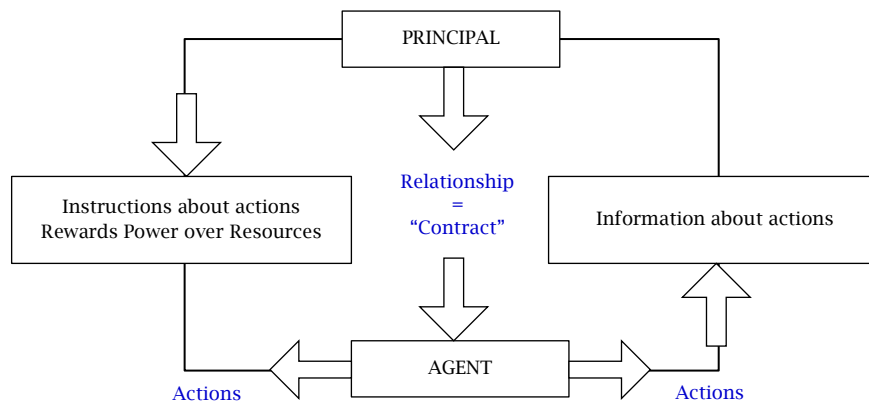 PRINCIPAL
Relationship
=
“Contract”
Instructions about actions
Rewards Power over Resources
Information about actions
AGENT
Actions
Actions